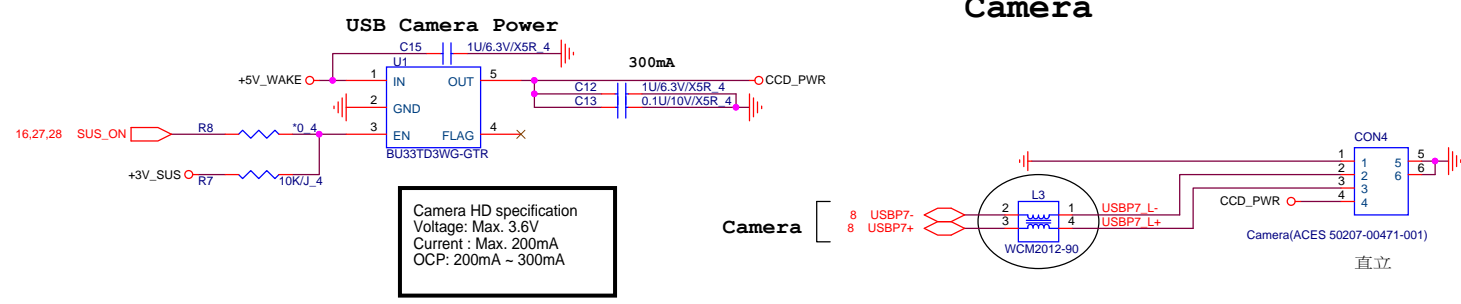 Camera
USB Camera Power
C15
1U/6.3V/X5R_4
U1
300mA
+5V_WAKE
1
IN
OUT
5
CCD_PWR
C12
1U/6.3V/X5R_4
C13
0.1U/10V/X5R_4
2
GND
16,27,28 SUS_ON
R8
*0_4
3
EN
FLAG
4
BU33TD3WG-GTR
+3V_SUS
R7
10K/J_4
Camera HD specification
Voltage: Max. 3.6V
Current : Max. 200mA
OCP: 200mA ~ 300mA
CON4
1
1
5
5
2
2
6
6
3
3
4
4
CCD_PWR
Camera(ACES 50207-00471-001)
直立
Camera
8 USBP7-
8 USBP7+
L3
2
1
USBP7_L-
3
4
USBP7_L+
WCM2012-90